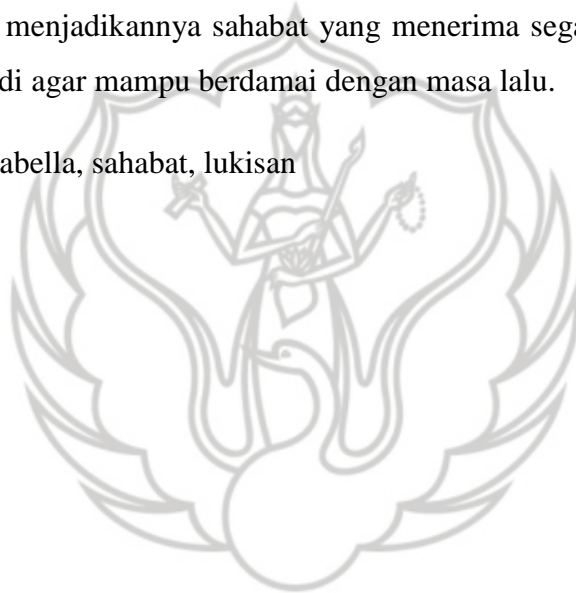 menjadikannya sahabat yang menerima sega
di agar mampu berdamai dengan masa lalu.
abella, sahabat, lukisan